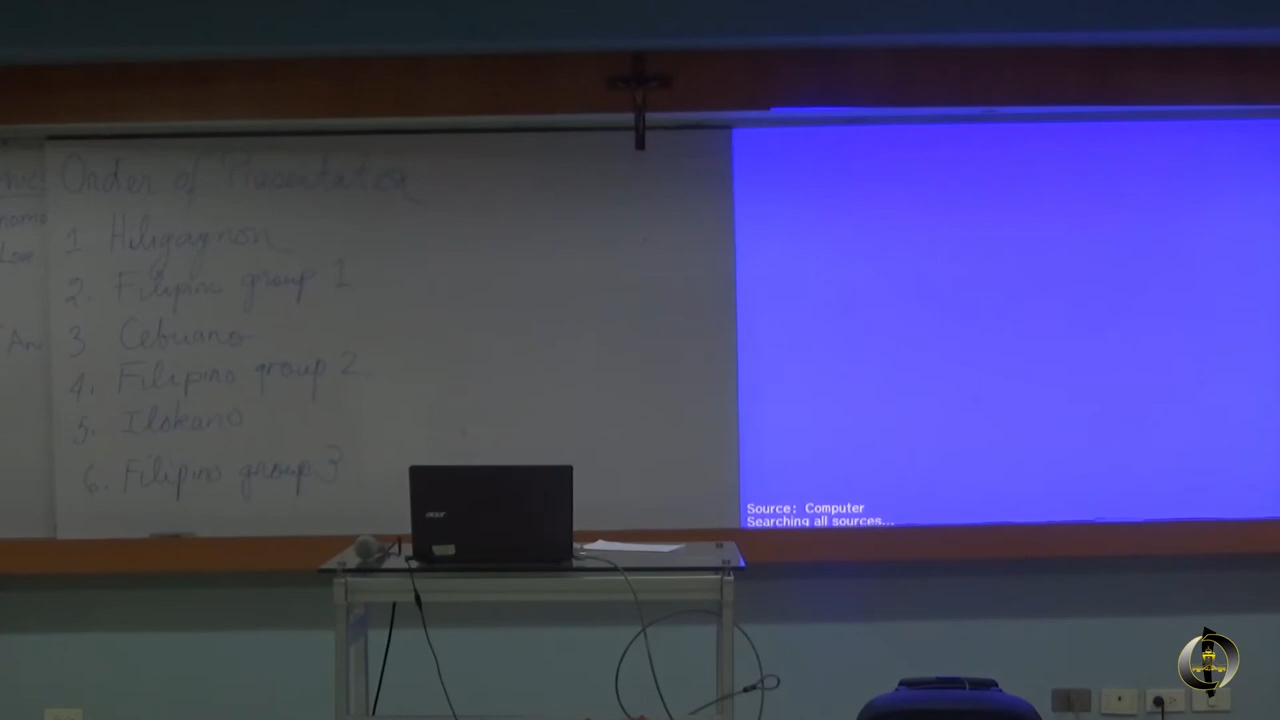 Order of Presentation
1 Hiligaynon
2. Filipino group 1
3 Cebuano
4. Filipino group 2
5. Ilokano
6. Filipino group 3
acer
Source: Computer
Searching all sources...